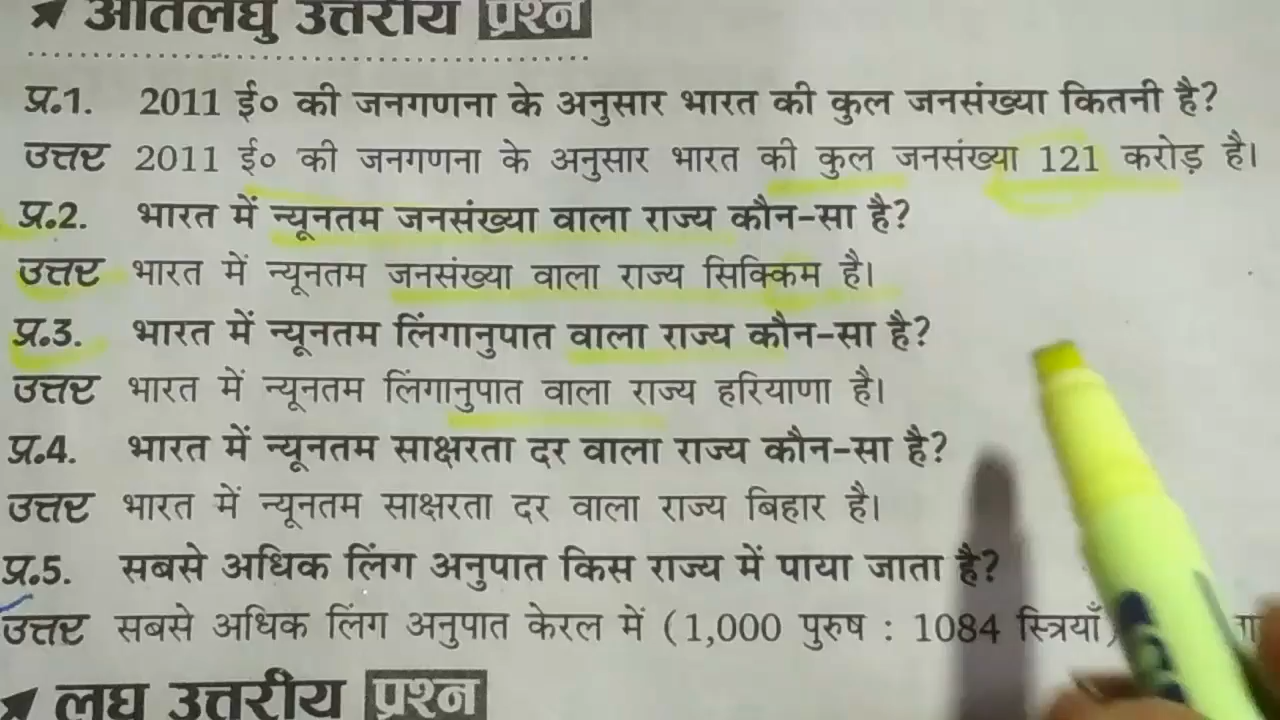 अतिलघु उत्तरीय प्रश्न
प्र.1. 2011 ई० की जनगणना के अनुसार भारत की कुल जनसंख्या कितनी है?
उत्तर 2011 ई० की जनगणना के अनुसार भारत की कुल जनसंख्या 121 करोड़ है।
प्र.2. भारत में न्यूनतम जनसंख्या वाला राज्य कौन-सा है?
उत्तर भारत में न्यूनतम जनसंख्या वाला राज्य सिक्किम है।
प्र.3. भारत में न्यूनतम लिंगानुपात वाला राज्य कौन-सा है?
उत्तर भारत में न्यूनतम लिंगानुपात वाला राज्य हरियाणा है।
प्र.4. भारत में न्यूनतम साक्षरता दर वाला राज्य कौन-सा है?
उत्तर भारत में न्यूनतम साक्षरता दर वाला राज्य बिहार है।
प्र.5. सबसे अधिक लिंग अनुपात किस राज्य में पाया जाता है?
उत्तर सबसे अधिक लिंग अनुपात केरल में (1,000 पुरुष : 1084 स्त्रियाँ)
लघु उत्तरीय प्रश्न